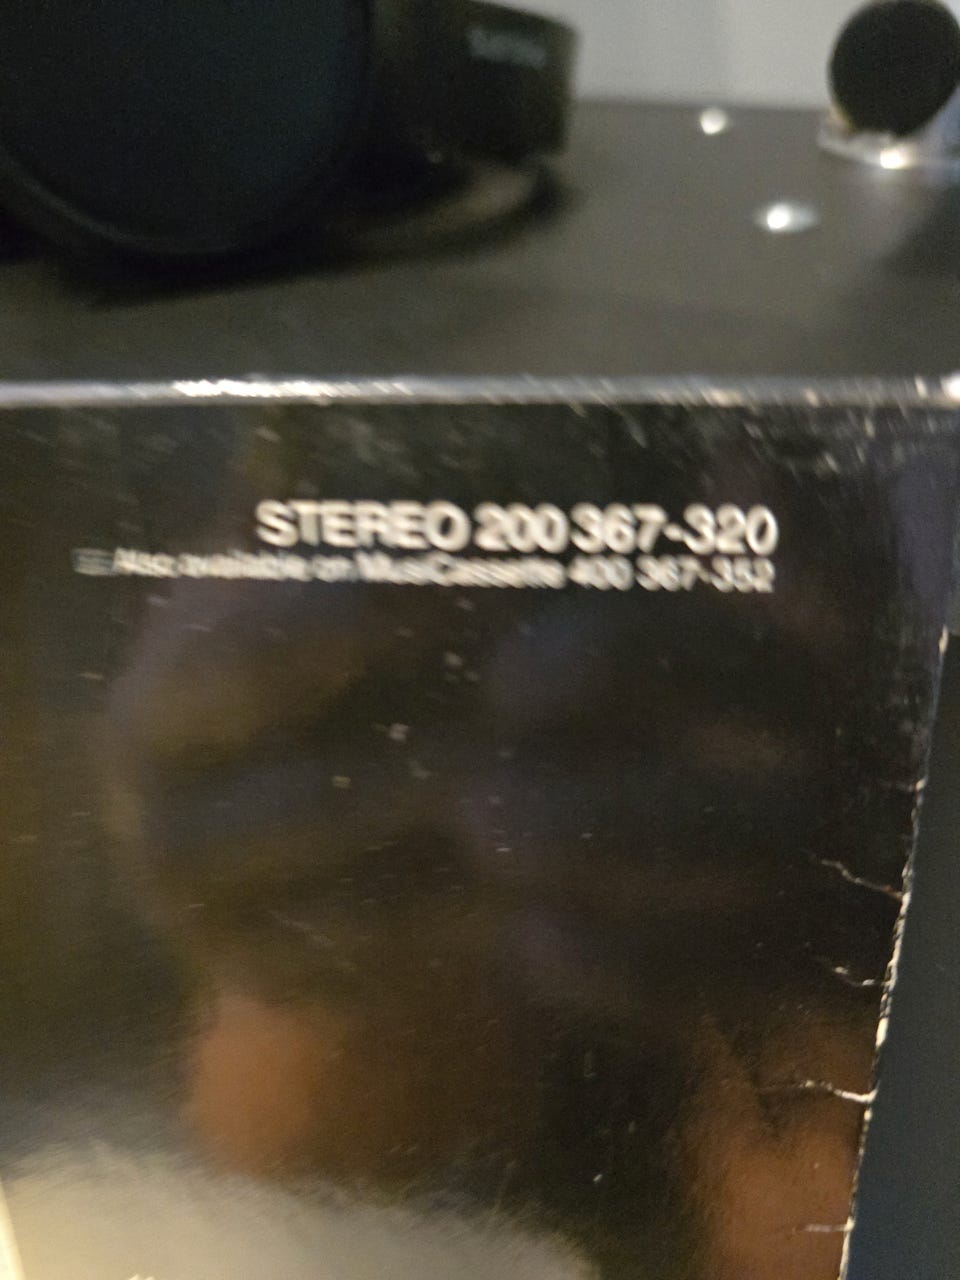 STEREO 200 367-320
Also available on MusiCassette 400 367-352